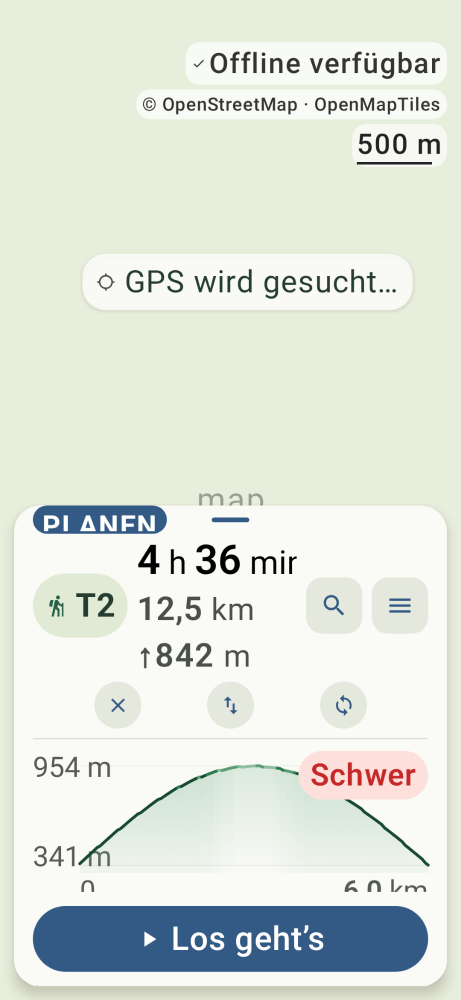 Offline verfügbar
© OpenStreetMap · OpenMapTiles
500 m
GPS wird gesucht…
map
PLANEN
4 h 36 mir
T2
12,5 km
↑842 m
954 m
Schwer
341 m
0
6,0 km
Los geht’s